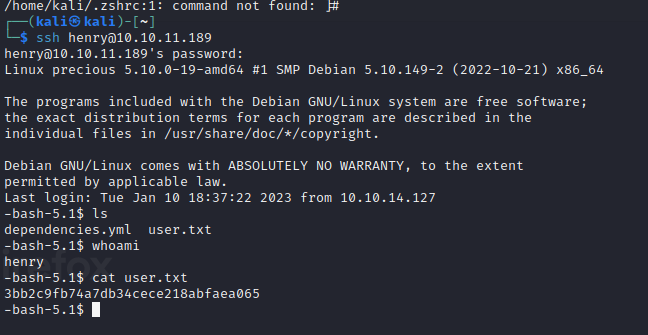 /home/kali/.zshrc:1: command not found: }#
┌──(kali㉿kali)-[~]
└─$ ssh henry@10.10.11.189
henry@10.10.11.189's password:
Linux precious 5.10.0-19-amd64 #1 SMP Debian 5.10.149-2 (2022-10-21) x86_64

The programs included with the Debian GNU/Linux system are free software;
the exact distribution terms for each program are described in the
individual files in /usr/share/doc/*/copyright.

Debian GNU/Linux comes with ABSOLUTELY NO WARRANTY, to the extent
permitted by applicable law.
Last login: Tue Jan 10 18:37:22 2023 from 10.10.14.127
-bash-5.1$ ls
dependencies.yml  user.txt
-bash-5.1$ whoami
henry
-bash-5.1$ cat user.txt
3bb2c9fb74a7db34cece218abfaea065
-bash-5.1$